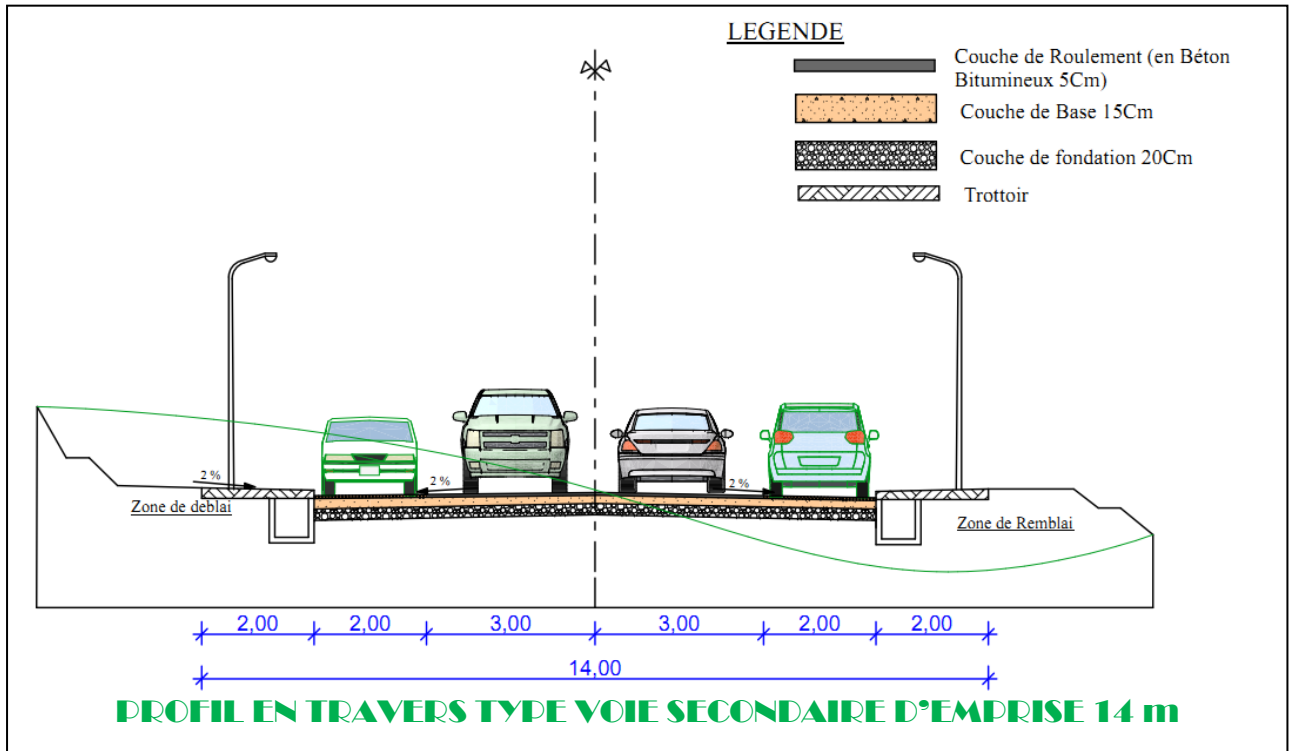 LEGENDE
Couche de Roulement (en Béton
Bitumineux 5Cm)
Couche de Base 15Cm
Couche de fondation 20Cm
Trottoir
2 %
2 %
2 %
Zone de déblai
Zone de Remblai
2,00
2,00
3,00
3,00
2,00
2,00
14,00
PROFIL EN TRAVERS TYPE VOIE SECONDAIRE D'EMPRISE 14 m